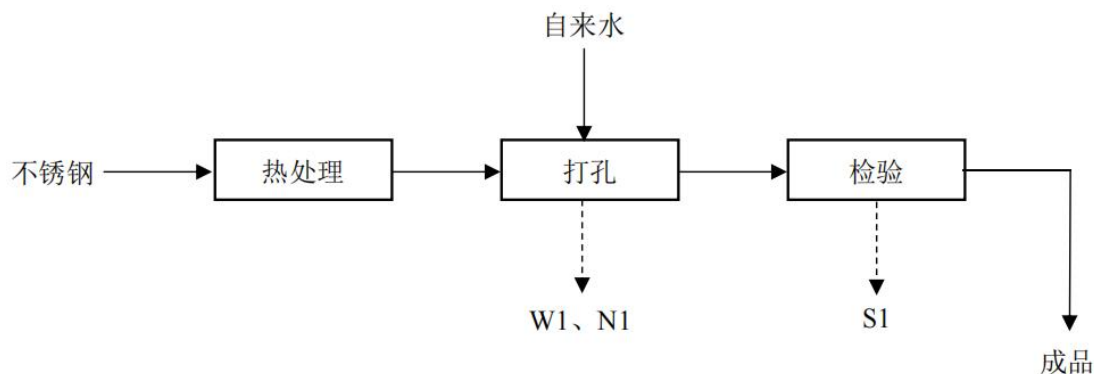 自来水
不锈钢
热处理
打孔
检验
W1、N1
S1
成品